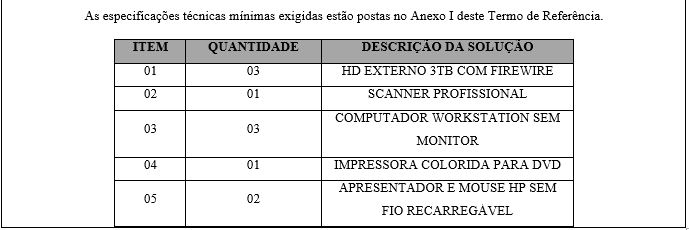 As especificações técnicas mínimas exigidas estão postas no Anexo I deste Termo de Referência.
ITEM QUANTIDADE DESCRIÇÃO DA SOLUÇÃO
01 03 HD EXTERNO 3TB COM FIREWIRE
02 01 SCANNER PROFISSIONAL
03 03 COMPUTADOR WORKSTATION SEM
MONITOR
04 01 IMPRESSORA COLORIDA PARA DVD
05 02 APRESENTADOR E MOUSE HP SEM
FIO RECARREGÁVEL